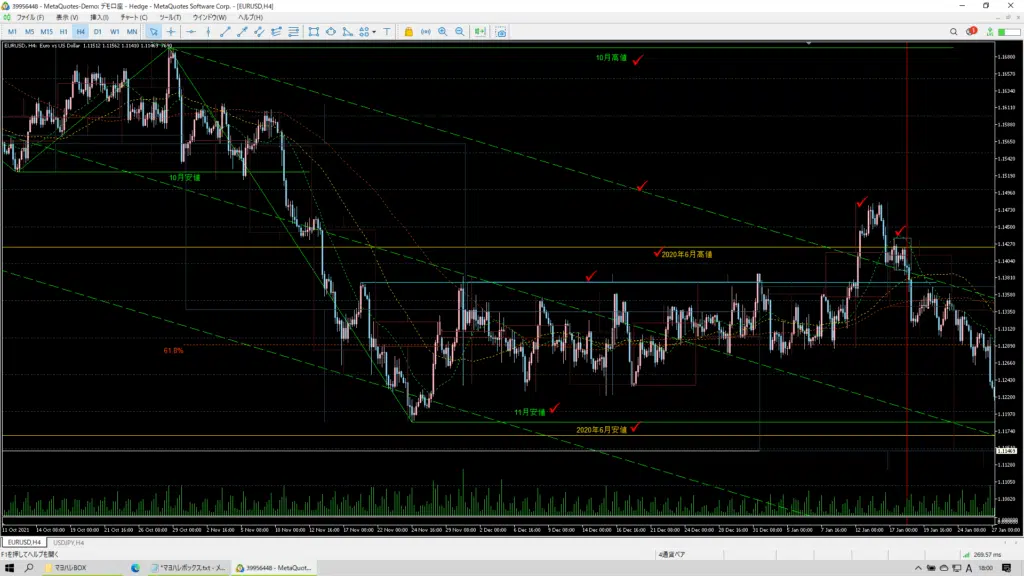 39956448 - MetaQuotes-Demo: デモ口座 - Hedge - MetaQuotes Software Corp. - [EURUSD,H4]
ファイル(F) 表示(V) 挿入(I) チャート(C) ツール(T) ウインドウ(W) ヘルプ(H)
M1 M5 M15 H1 H4 D1 W1 MN
EURUSD, H4: Euro vs US Dollar 1.11512 1.11562 1.11410 1.11469 7640
10月高値
10月安値
2020年6月高値
61.8%
11月安値
2020年6月安値
1.16800
1.16570
1.16340
1.16110
1.15880
1.15650
1.15420
1.15190
1.14960
1.14730
1.14500
1.14270
1.14040
1.13810
1.13580
1.13350
1.13120
1.12890
1.12660
1.12430
1.12200
1.11970
1.11740
1.11469
1.11280
1.11050
1.10820
11 Oct 2021 14 Oct 00:00 19 Oct 00:00 21 Oct 16:00 26 Oct 08:00 29 Oct 00:00 2 Nov 16:00 5 Nov 08:00 10 Nov 00:00 12 Nov 16:00 17 Nov 00:00 22 Nov 00:00 24 Nov 16:00 29 Nov 08:00 2 Dec 00:00 6 Dec 16:00 9 Dec 08:00 14 Dec 00:00 16 Dec 16:00 21 Dec 08:00 24 Dec 00:00 28 Dec 16:00 31 Dec 08:00 5 Jan 00:00 7 Jan 16:00 12 Jan 08:00 17 Jan 00:00 19 Jan 16:00 24 Jan 08:00 27 Jan 00:00
EURUSD,H4 USDJPY,H4
F1を押してヘルプを開く 4通貨ペア 269.57 ms
マヨハレBOX *マヨハレボックス.txt - メ... 39956448 - MetaQuot... A 18:00